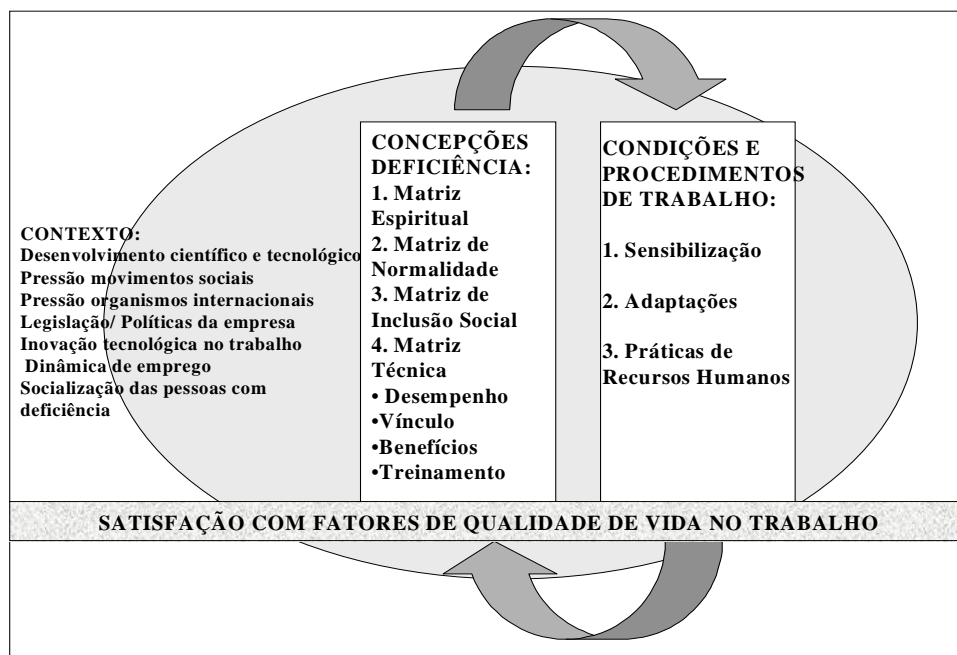 CONTEXTO:
Desenvolvimento científico e tecnológico
Pressão movimentos sociais
Pressão organismos internacionais
Legislação/ Políticas da empresa
Inovação tecnológica no trabalho
Dinâmica de emprego
Socialização das pessoas com
deficiência
CONCEPÇÕES
DEFICIÊNCIA:
1. Matriz
Espiritual
2. Matriz de
Normalidade
3. Matriz de
Inclusão Social
4. Matriz
Técnica
• Desempenho
•Vínculo
•Benefícios
•Treinamento
CONDIÇÕES E
PROCEDIMENTOS
DE TRABALHO:
1. Sensibilização
2. Adaptações
3. Práticas de
Recursos Humanos
SATISFAÇÃO COM FATORES DE QUALIDADE DE VIDA NO TRABALHO